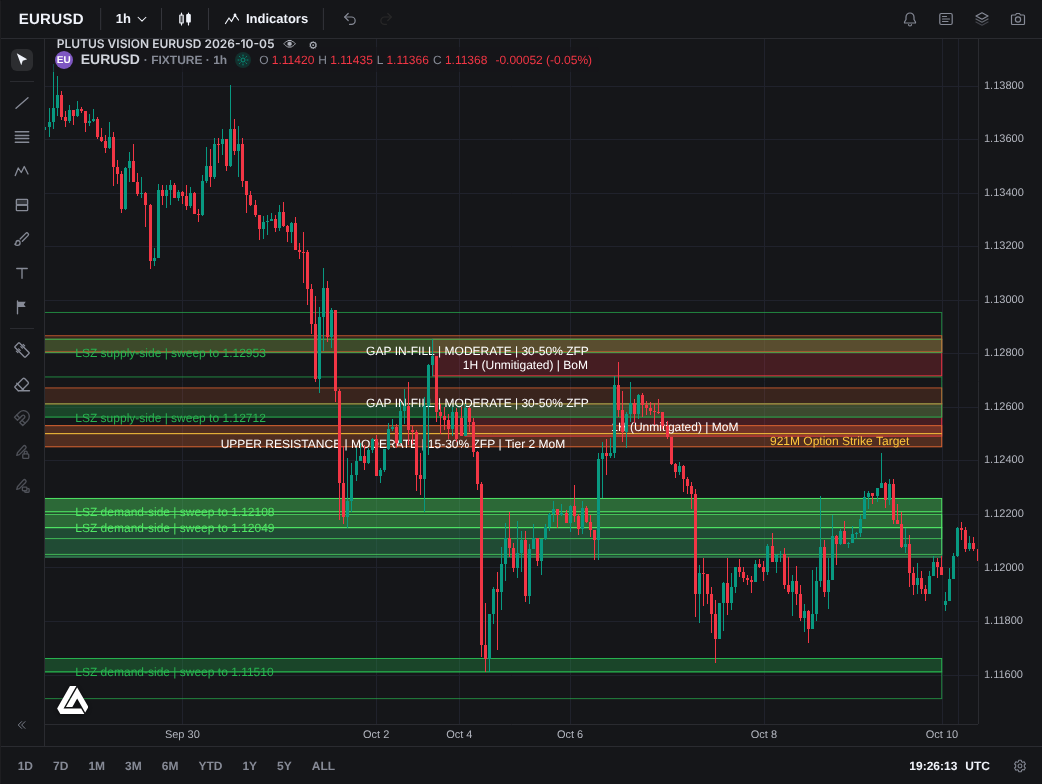 EURUSD 1h Indicators
PLUTUS VISION EURUSD 2026-10-05
EU EURUSD · FIXTURE · 1h O 1.11420 H 1.11435 L 1.11366 C 1.11368 -0.00052 (-0.05%)
1.13800
1.13600
1.13400
1.13200
1.13000
GAP IN-FILL | MODERATE | 30-50% ZFP
LSZ supply-side | sweep to 1.12953
1.12800
1H (Unmitigated) | BoM
GAP IN-FILL | MODERATE | 30-50% ZFP
1.12600
LSZ supply-side | sweep to 1.12712
1H (Unmitigated) | MoM
921M Option Strike Target
UPPER RESISTANCE | MODERATE | 15-30% ZFP | Tier 2 MoM
1.12400
LSZ demand-side | sweep to 1.12108
1.12200
LSZ demand-side | sweep to 1.12049
1.12000
1.11800
LSZ demand-side | sweep to 1.11510
1.11600
Sep 30 Oct 2 Oct 4 Oct 6 Oct 8 Oct 10
1D 7D 1M 3M 6M YTD 1Y 5Y ALL 19:26:13 UTC